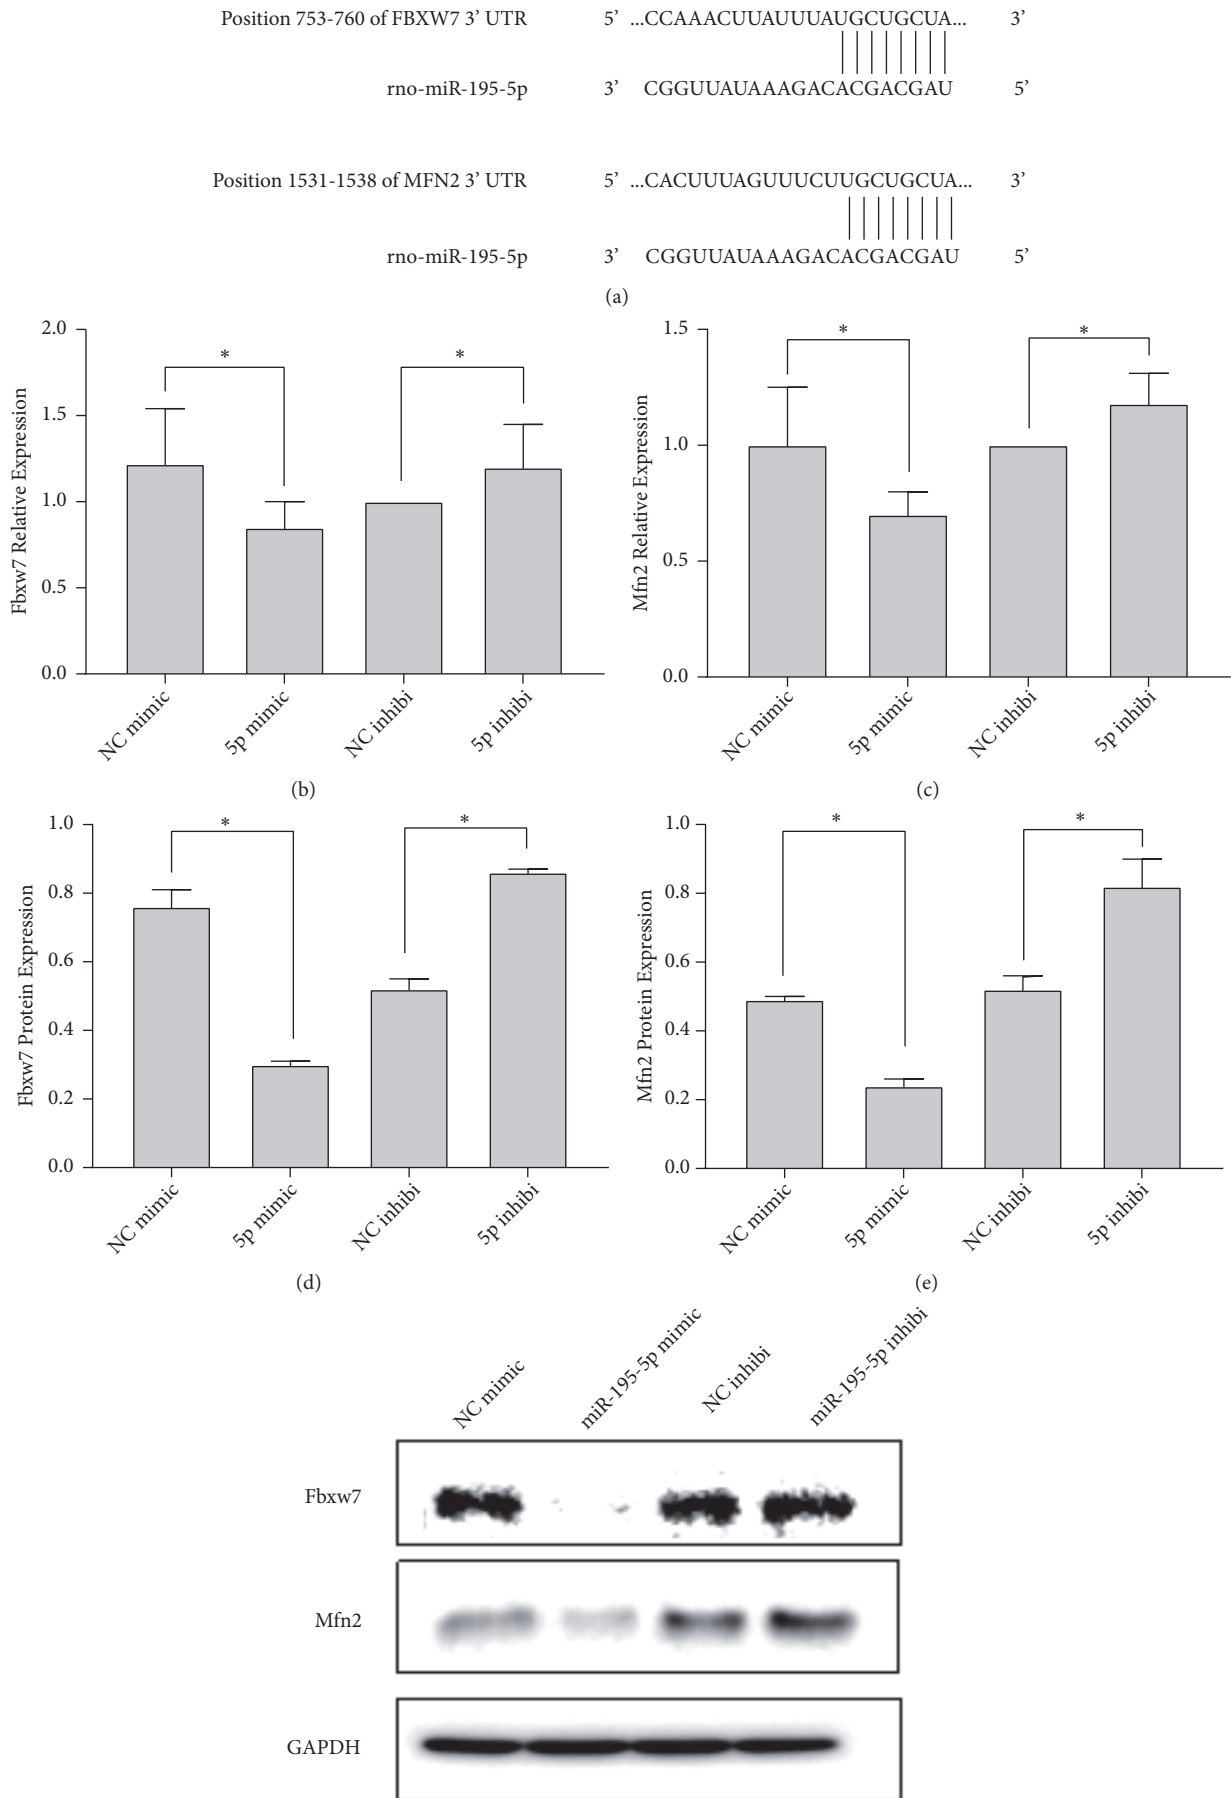 Position 753-760 of FBXW7 3’ UTR 5’ ...CCAAACUUAUUUAUGCUGCUA... 3’
rno-miR-195-5p 3’ CGGUUAUAAAGACACGACGAU 5’
Position 1531-1538 of MFN2 3’ UTR 5’ ...CACUUUAGUUUCUUGCUGCUA... 3’
rno-miR-195-5p 3’ CGGUUAUAAAGACACGACGAU 5’
(a)
Fbxw7 Relative Expression
2.0
1.5
1.0
0.5
0.0
* *
NC mimic 5p mimic NC inhibi 5p inhibi
(b)
Mfn2 Relative Expression
1.5
1.0
0.5
0.0
* *
NC mimic 5p mimic NC inhibi 5p inhibi
(c)
Fbxw7 Protein Expression
1.0
0.8
0.6
0.4
0.2
0.0
* *
NC mimic 5p mimic NC inhibi 5p inhibi
(d)
Mfn2 Protein Expression
1.0
0.8
0.6
0.4
0.2
0.0
* *
NC mimic 5p mimic NC inhibi 5p inhibi
(e)
NC mimic miR-195-5p mimic NC inhibi miR-195-5p inhibi
Fbxw7
Mfn2
GAPDH